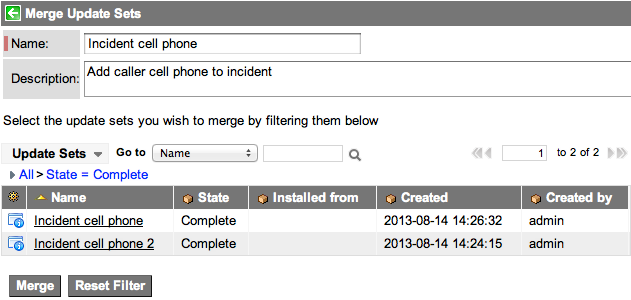 Merge Update Sets
Name: Incident cell phone
Description: Add caller cell phone to incident
Select the update sets you wish to merge by filtering them below
Update Sets Go to Name 1 to 2 of 2
All > State = Complete
Name State Installed from Created Created by
Incident cell phone Complete 2013-08-14 14:26:32 admin
Incident cell phone 2 Complete 2013-08-14 14:24:15 admin
Merge Reset Filter